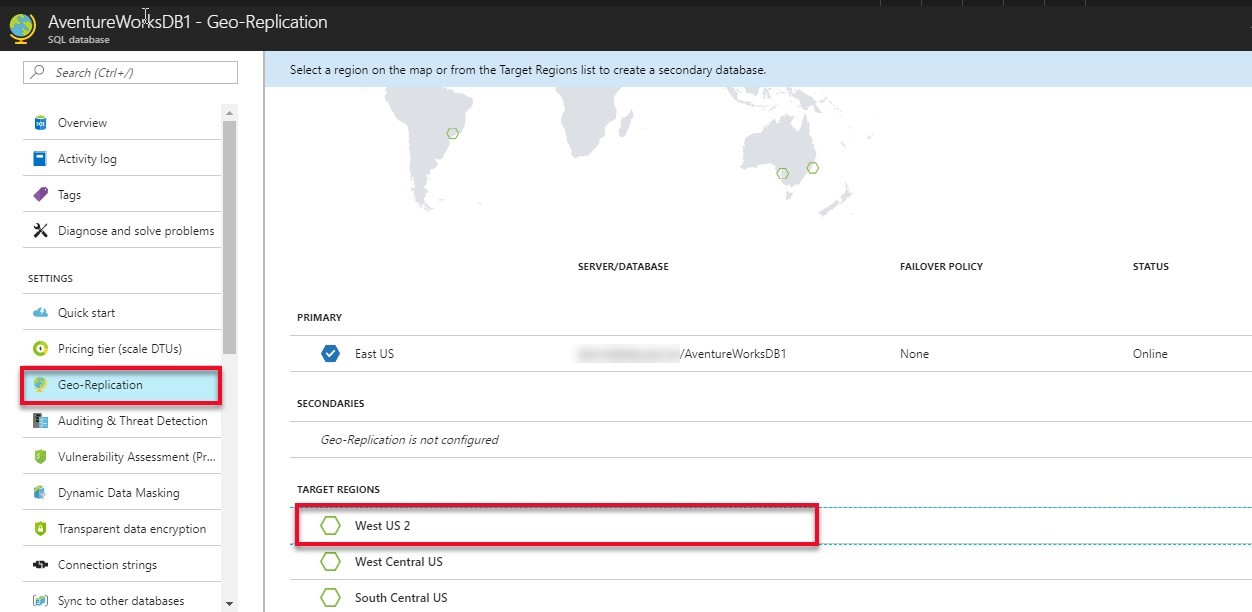 AventureWorksDB1 - Geo-Replication
SQL database
Search (Ctrl+/)
Overview
Activity log
Tags
Diagnose and solve problems
SETTINGS
Quick start
Pricing tier (scale DTUs)
Geo-Replication
Auditing & Threat Detection
Vulnerability Assessment (Pr...
Dynamic Data Masking
Transparent data encryption
Connection strings
Sync to other databases
Select a region on the map or from the Target Regions list to create a secondary database.
SERVER/DATABASE FAILOVER POLICY STATUS
PRIMARY
East US /AventureWorksDB1 None Online
SECONDARIES
Geo-Replication is not configured
TARGET REGIONS
West US 2
West Central US
South Central US